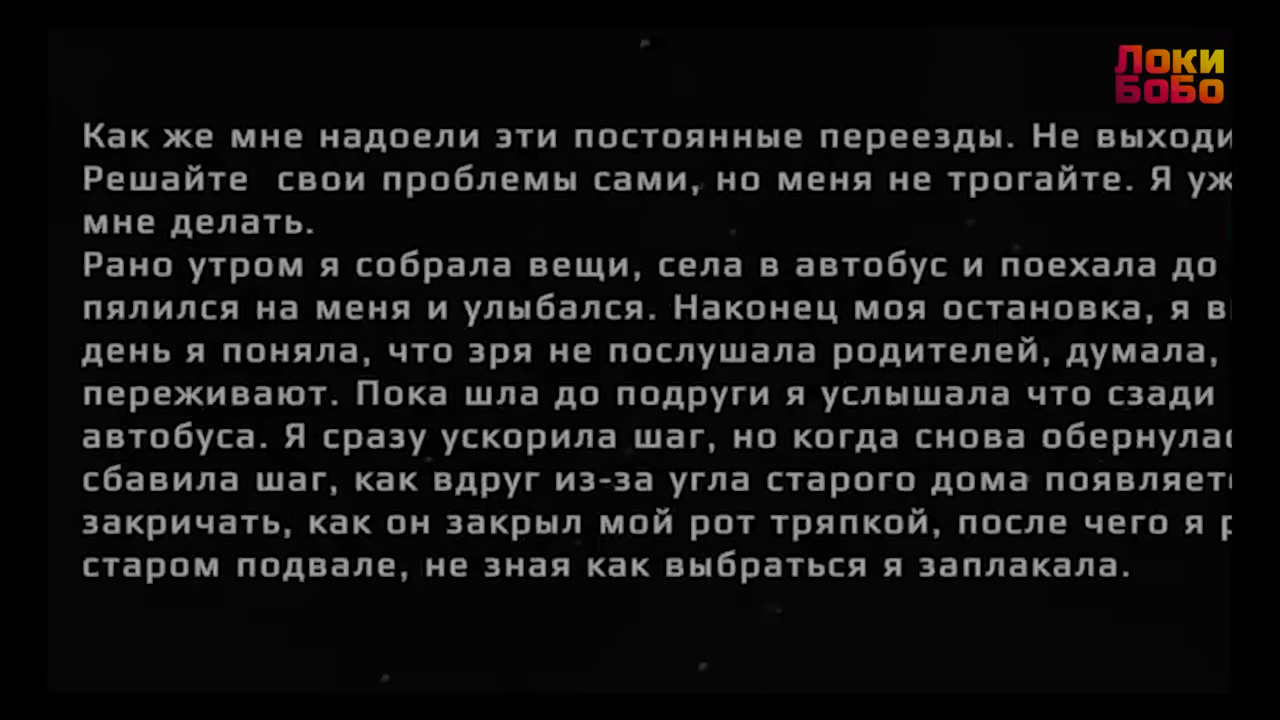 Локи
БоБо
Как же мне надоели эти постоянные переезды. Не
Решайте свои проблемы сами, но меня не трогайте. Я
мне делать.
Рано утром я собрала вещи, села в автобус и поехала до
пялился на меня и улыбался. Наконец моя остановка, я
день я поняла, что зря не послушала родителей, думала,
переживают. Пока шла до подруги я услышала что сзади
автобуса. Я сразу ускорила шаг, но когда снова
сбавила шаг, как вдруг из-за угла старого дома
закричать, как он закрыл мой рот тряпкой, после чего я
старом подвале, не зная как выбраться я заплакала.